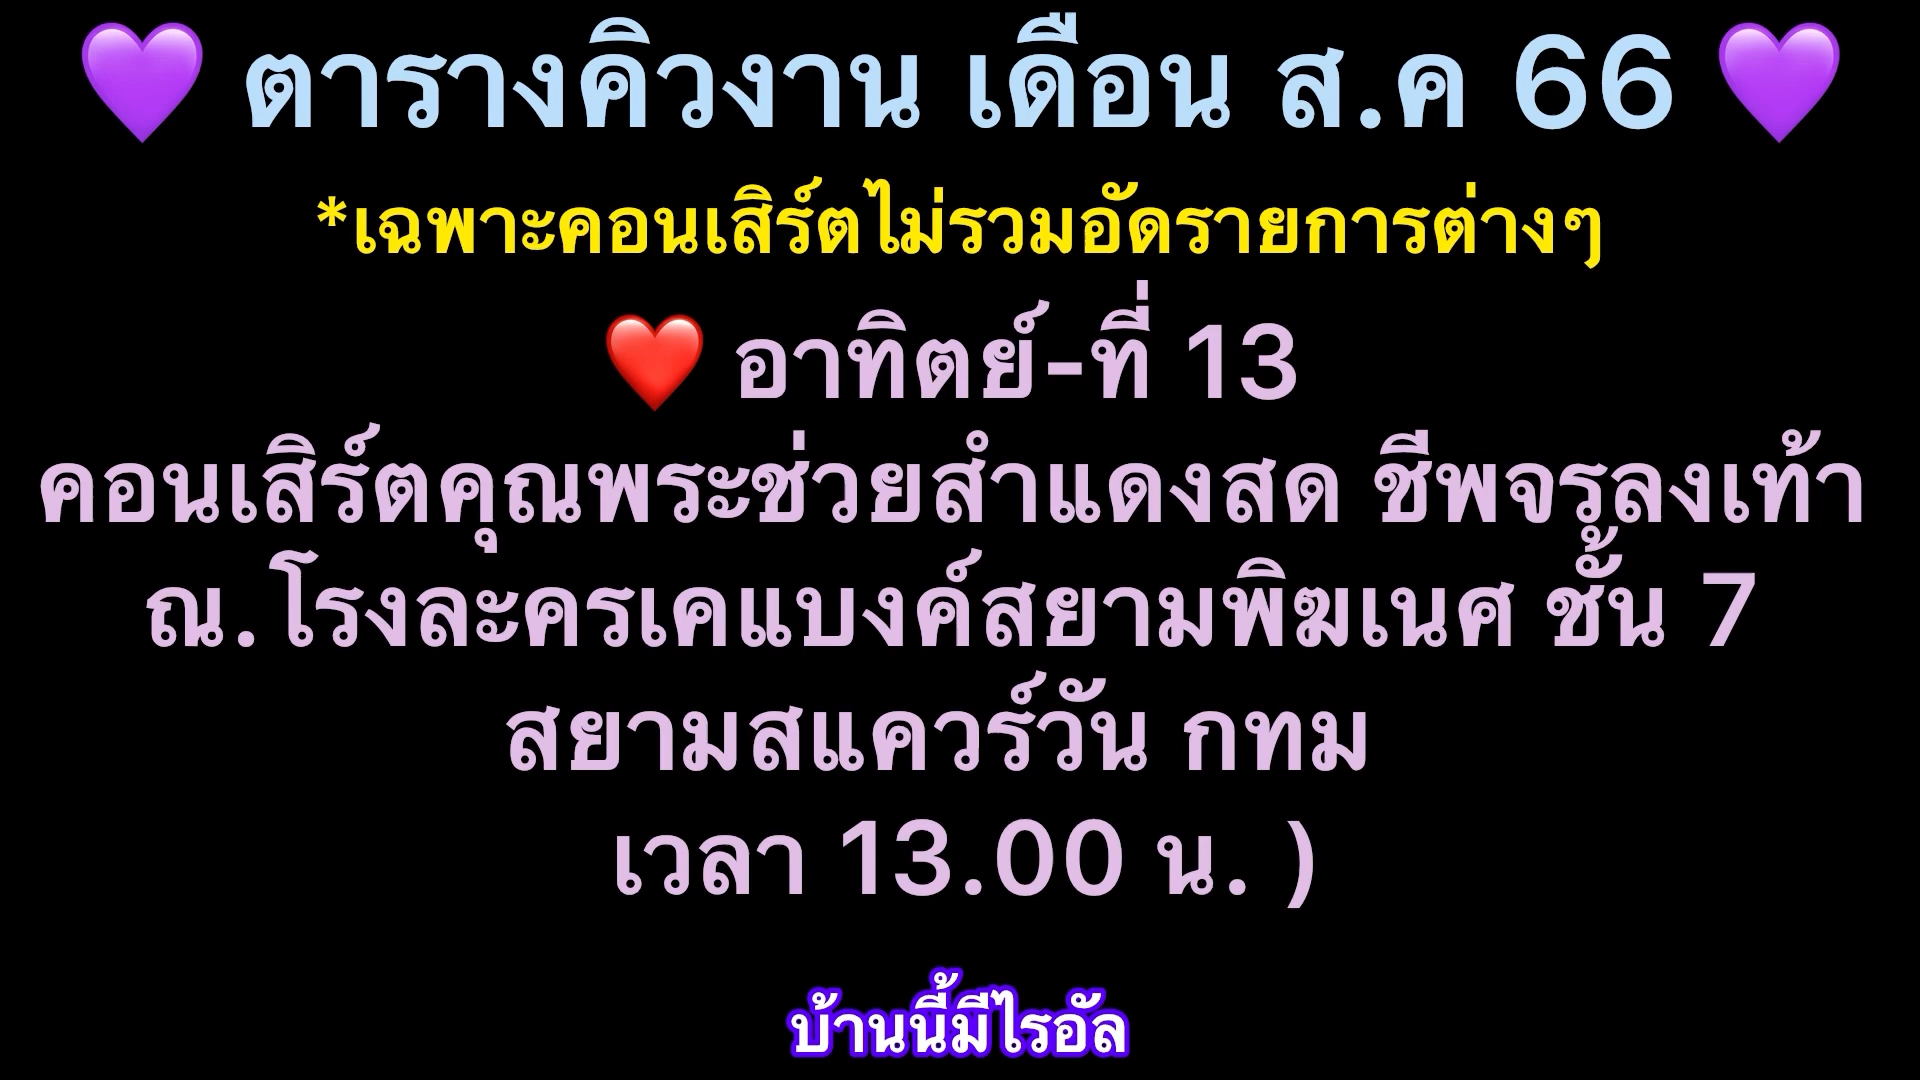 💜 ตารางคิวงาน เดือน ส.ค 66 💜
*เฉพาะคอนเสิร์ตไม่รวมอัดรายการต่างๆ
❤️ อาทิตย์-ที่ 13
คอนเสิร์ตคุณพระช่วยสำแดงสด ชีพจรลงเท้า
ณ.โรงละครเคแบงค์สยามพิฆเนศ ชั้น 7
สยามสแควร์วัน กทม
เวลา 13.00 น. )
บ้านนี้มีไรอัล